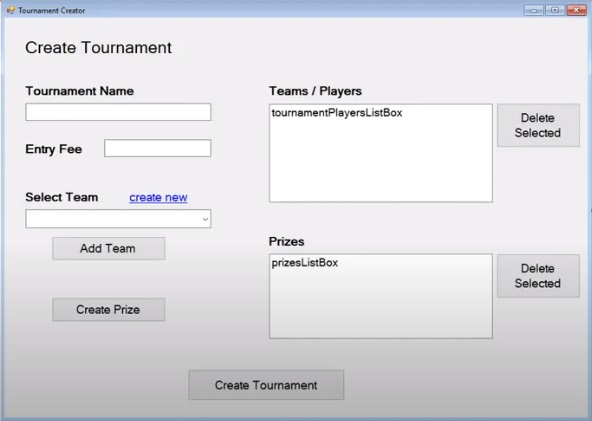 Tournament Creator
Create Tournament
Tournament Name
Entry Fee
Select Team create new
Add Team
Create Prize
Teams / Players
tournamentPlayersListBox
Delete
Selected
Prizes
prizesListBox
Delete
Selected
Create Tournament